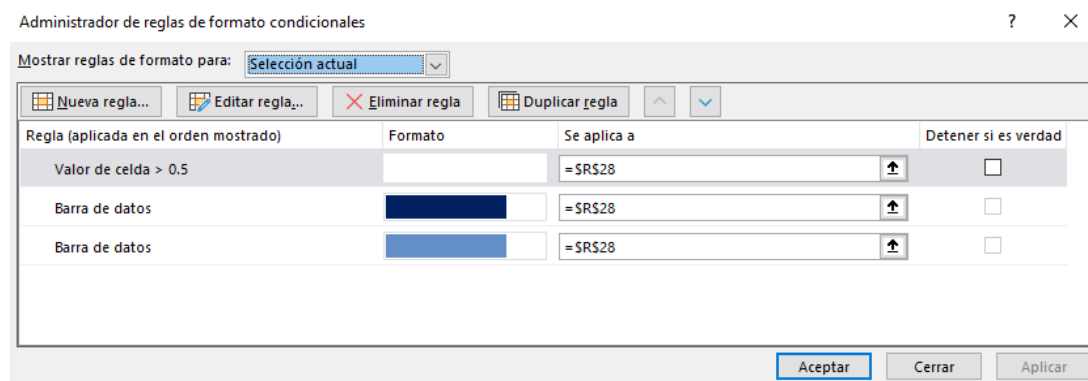 Administrador de reglas de formato condicionales ? ×
Mostrar reglas de formato para: Selección actual
Nueva regla... Editar regla... Eliminar regla Duplicar regla
Regla (aplicada en el orden mostrado) Formato Se aplica a Detener si es verdad
Valor de celda > 0.5 =$R$28
Barra de datos =$R$28
Barra de datos =$R$28
Aceptar Cerrar Aplicar